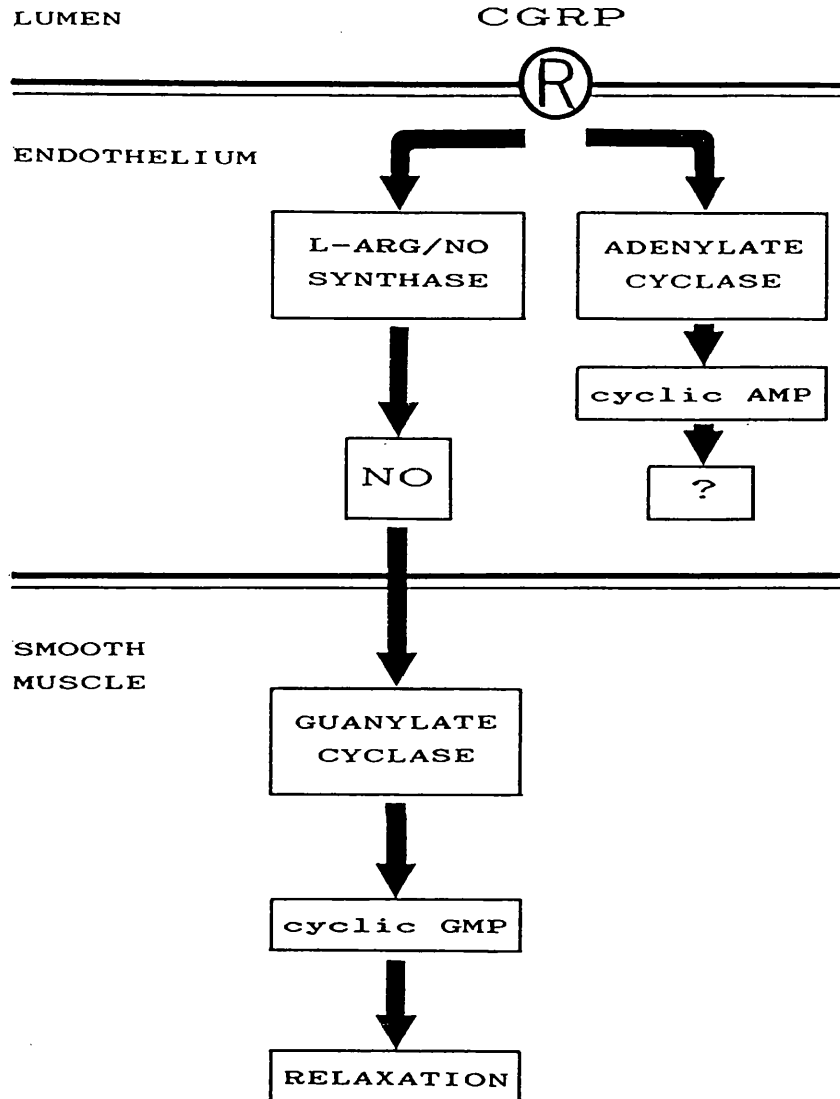 LUMEN
CGRP
R
ENDOTHELIUM
L-ARG/NO
SYNTHASE
ADENYLATE
CYCLASE
cyclic AMP
NO
?
SMOOTH
MUSCLE
GUANYLATE
CYCLASE
cyclic GMP
RELAXATION